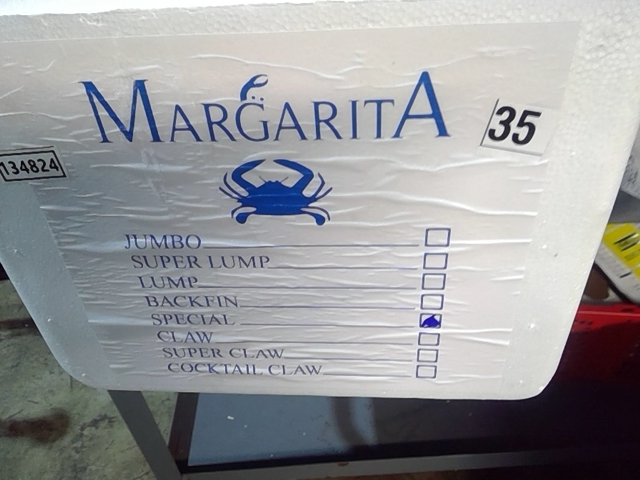 MARGARITA
35
134824
JUMBO
SUPER LUMP
LUMP
BACKFIN
SPECIAL
CLAW
SUPER CLAW
COCKTAIL CLAW